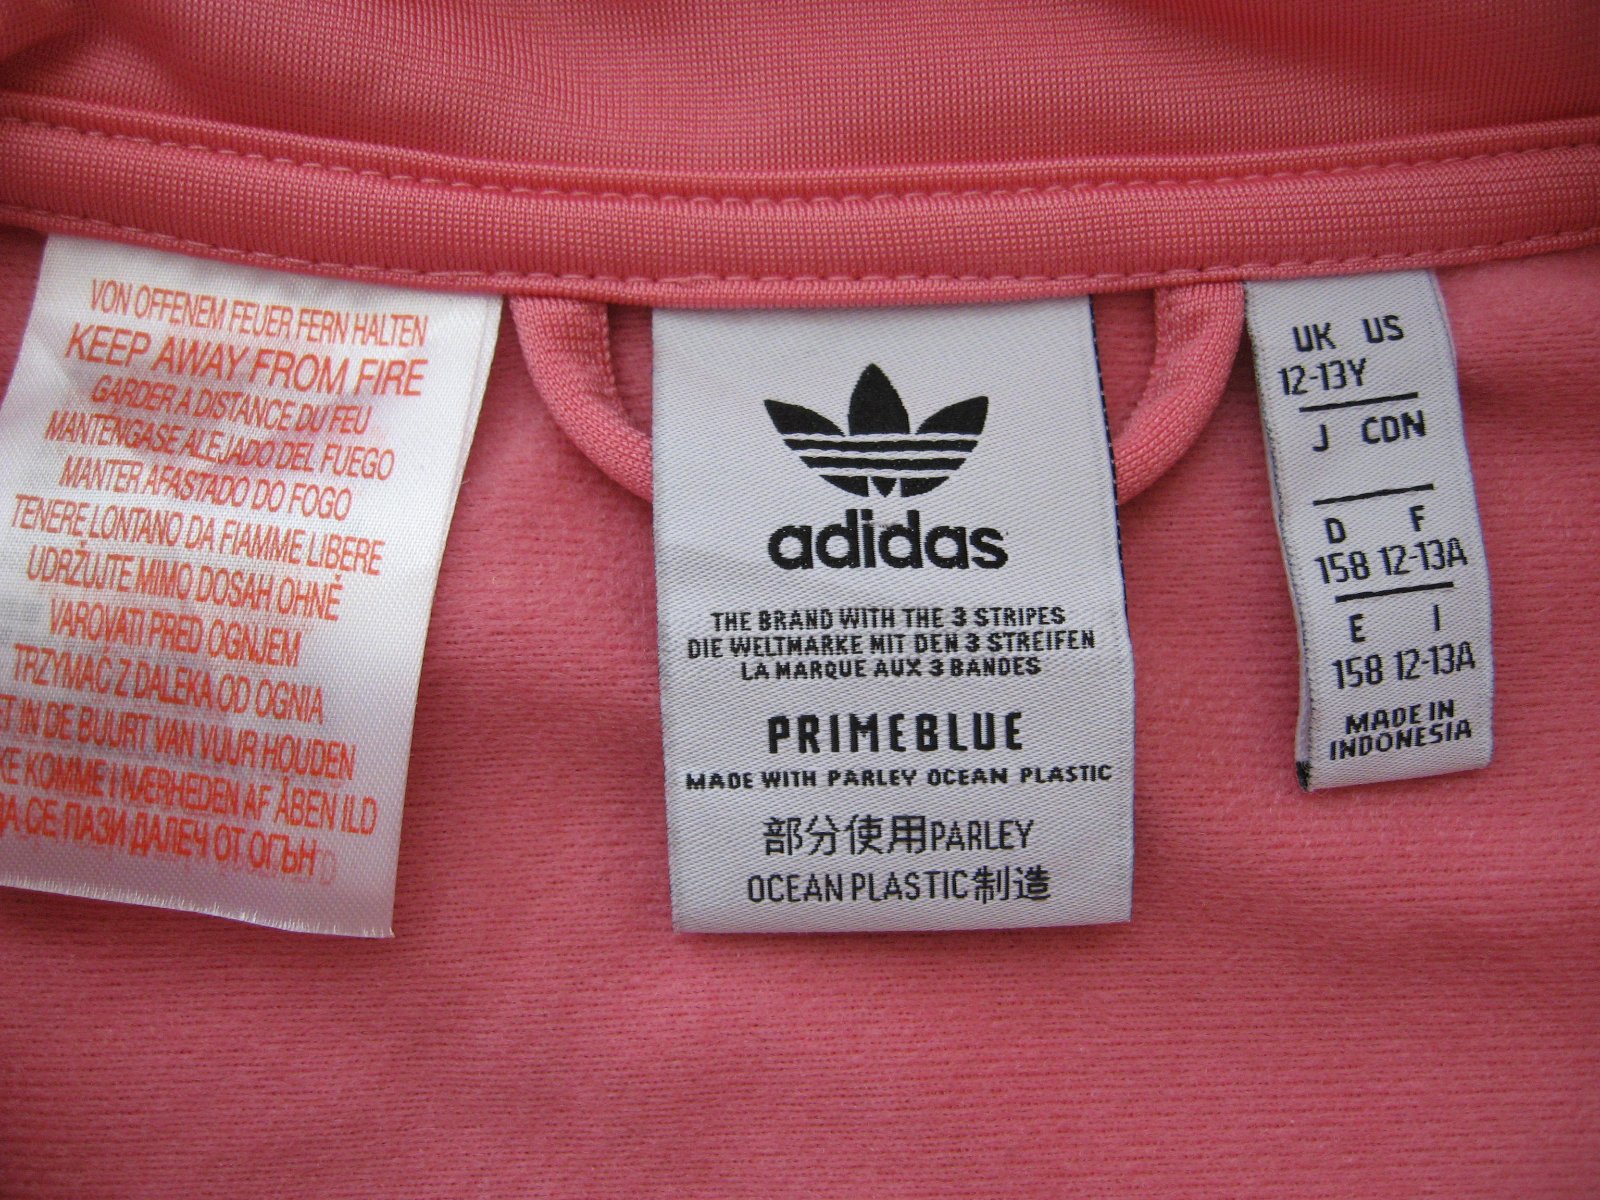 VON OFFENEM FEUER FERN HALTEN
KEEP AWAY FROM FIRE
GARDER A DISTANCE DU FEU
MANTÉNGASE ALEJADO DEL FUEGO
MANTER AFASTADO DO FOGO
TENERE LONTANO DA FIAMME LIBERE
UDRŽUJTE MIMO DOSAH OHNĚ
VAROVATI PRED OGNJEM
TRZYMAĆ Z DALEKA OD OGNIA
IN DE BUURT VAN VUUR HOUDEN
KOMME I NÆRHEDEN AF ÅBEN ILD
СЕ ПАЗИ ДАЛЕЧ ОТ ОГЪН
adidas
THE BRAND WITH THE 3 STRIPES
DIE WELTMARKE MIT DEN 3 STREIFEN
LA MARQUE AUX 3 BANDES
PRIMEBLUE
MADE WITH PARLEY OCEAN PLASTIC
部分使用PARLEY
OCEAN PLASTIC制造
UK US
12-13Y
J CDN
D F
158 12-13A
E I
158 12-13A
MADE IN
INDONESIA